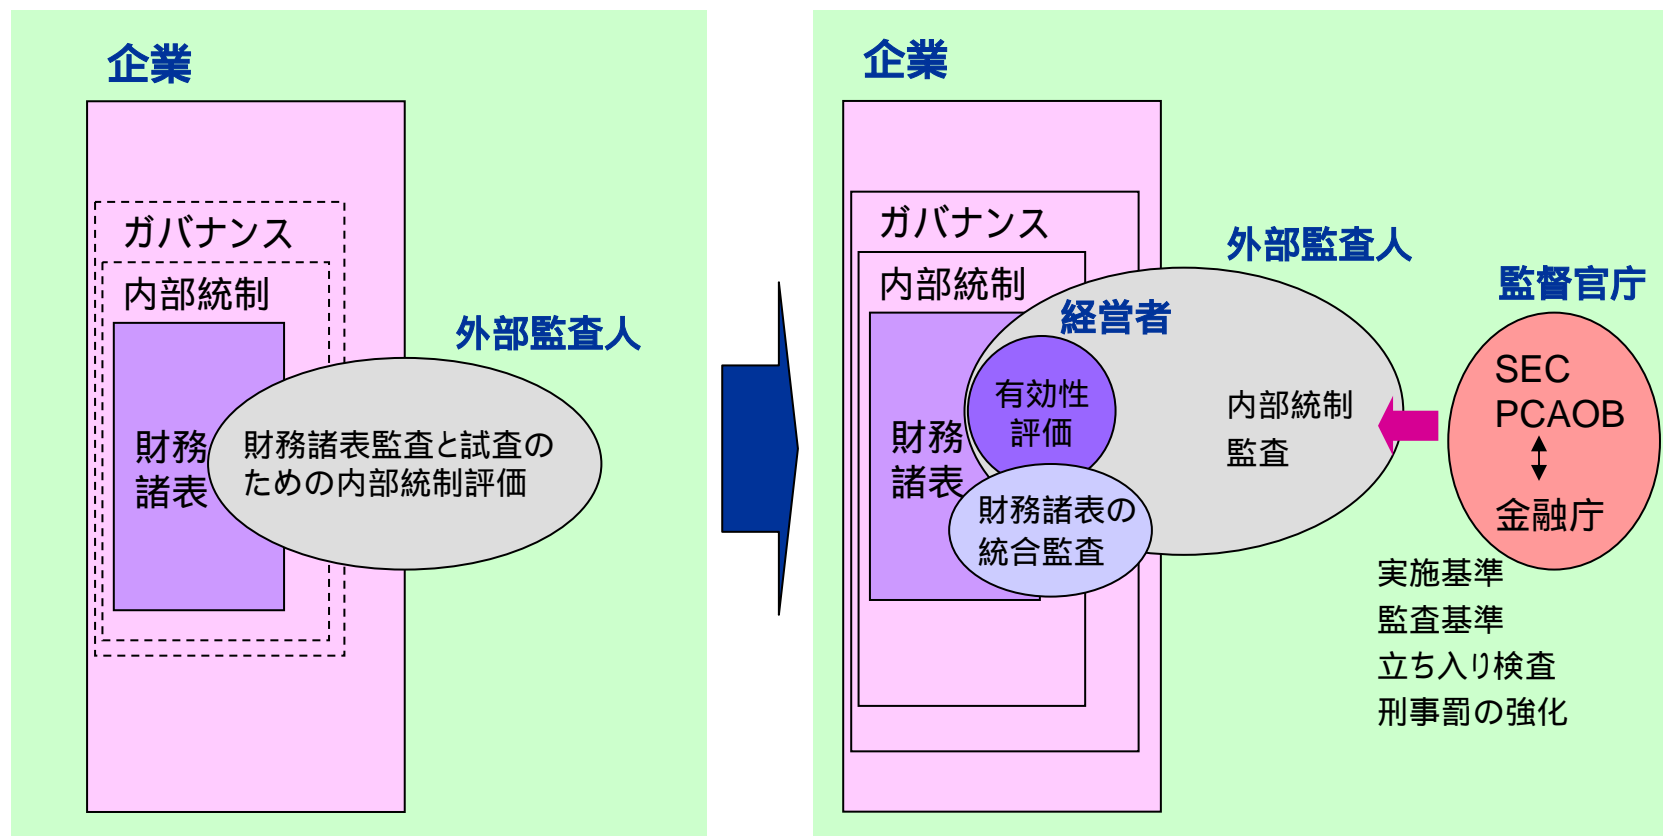 企業
ガバナンス
内部統制
外部監査人
財務
諸表
財務諸表監査と試査の
ための内部統制評価
企業
ガバナンス
内部統制
外部監査人
経営者
監督官庁
有効性
評価
財務
諸表
内部統制
監査
財務諸表の
統合監査
SEC
PCAOB
金融庁
実施基準
監査基準
立ち入り検査
刑事罰の強化